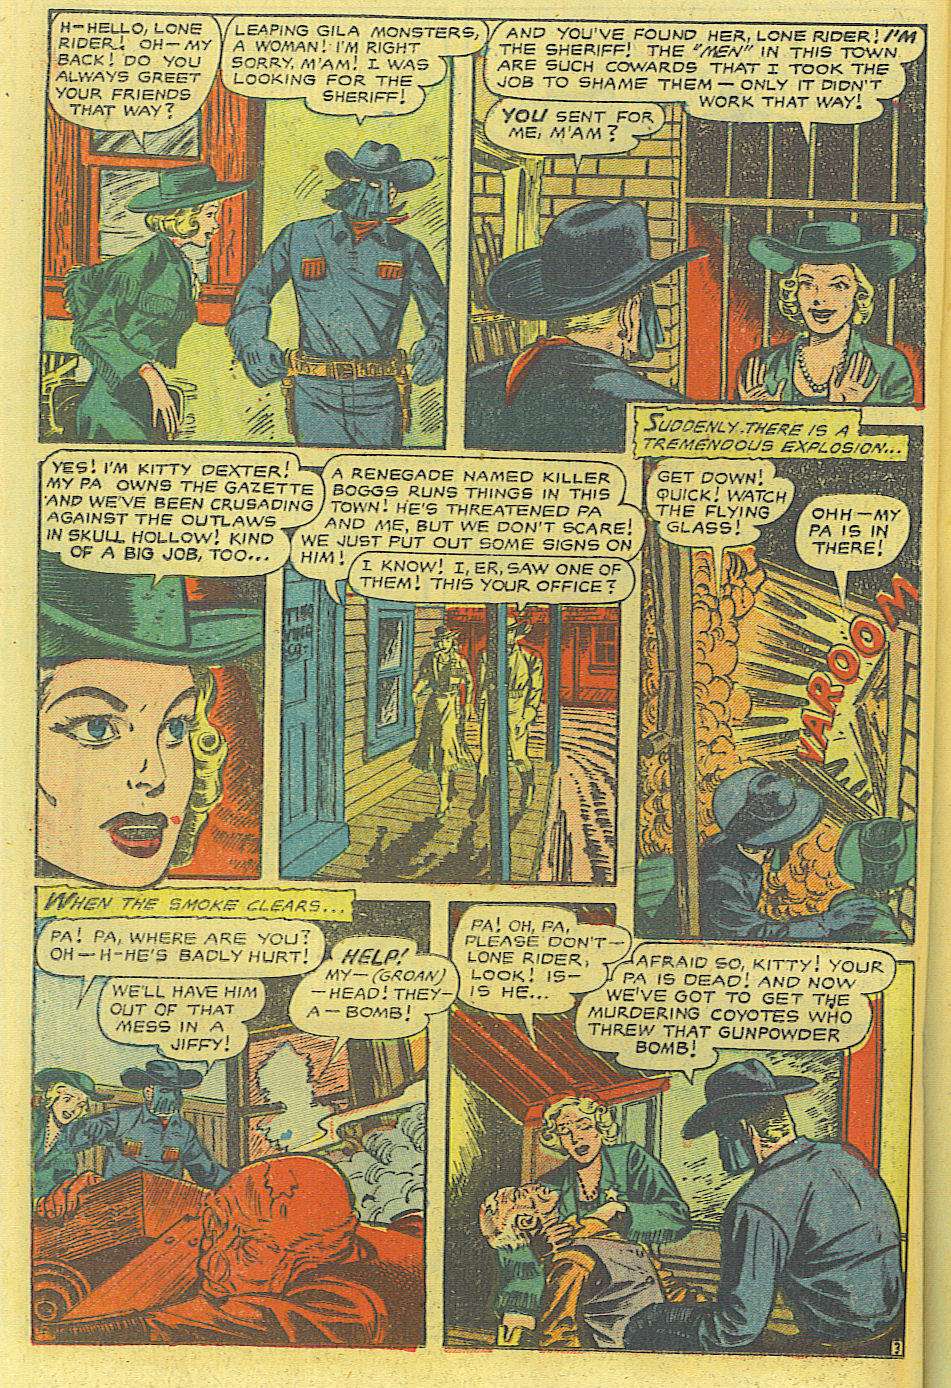 H-HELLO, LONE
RIDER! OH-MY
BACK! DO YOU
ALWAYS GREET
YOUR FRIENDS
THAT WAY?
LEAPING GILA MONSTERS,
A WOMAN! I'M RIGHT
SORRY, M'AM! I WAS
LOOKING FOR THE
SHERIFF!
AND YOU'VE FOUND HER, LONE RIDER! I'M
THE SHERIFF! THE "MEN" IN THIS TOWN
ARE SUCH COWARDS THAT I TOOK THE
JOB TO SHAME THEM-ONLY IT DIDN'T
WORK THAT WAY!
YOU SENT FOR
ME, M'AM?
YES! I'M KITTY DEXTER!
MY PA OWNS THE GAZETTE
AND WE'VE BEEN CRUSADING
AGAINST THE OUTLAWS
IN SKULL HOLLOW! KIND
OF A BIG JOB, TOO...
A RENEGADE NAMED KILLER
BOGGS RUNS THINGS IN THIS
TOWN! HE'S THREATENED PA
AND ME, BUT WE DON'T SCARE!
WE JUST PUT OUT SOME SIGNS ON
HIM!
I KNOW! I, ER, SAW ONE OF
THEM! THIS YOUR OFFICE?
SUDDENLY, THERE IS A
TREMENDOUS EXPLOSION...
GET DOWN!
QUICK! WATCH
THE FLYING
GLASS!
OHH-MY
PA IS IN
THERE!
VAROOM
WHEN THE SMOKE CLEARS...
PA! PA, WHERE ARE YOU?
OH-H-HE'S BADLY HURT!
WE'LL HAVE HIM
OUT OF THAT
MESS IN A
JIFFY!
HELP!
MY-(GROAN)
-HEAD! THEY-
A-BOMB!
PA! OH, PA,
PLEASE DON'T-
LONE RIDER,
LOOK! IS-
IS HE...
AFRAID SO, KITTY! YOUR
PA IS DEAD! AND NOW
WE'VE GOT TO GET THE
MURDERING COYOTES WHO
THREW THAT GUNPOWDER
BOMB!
3